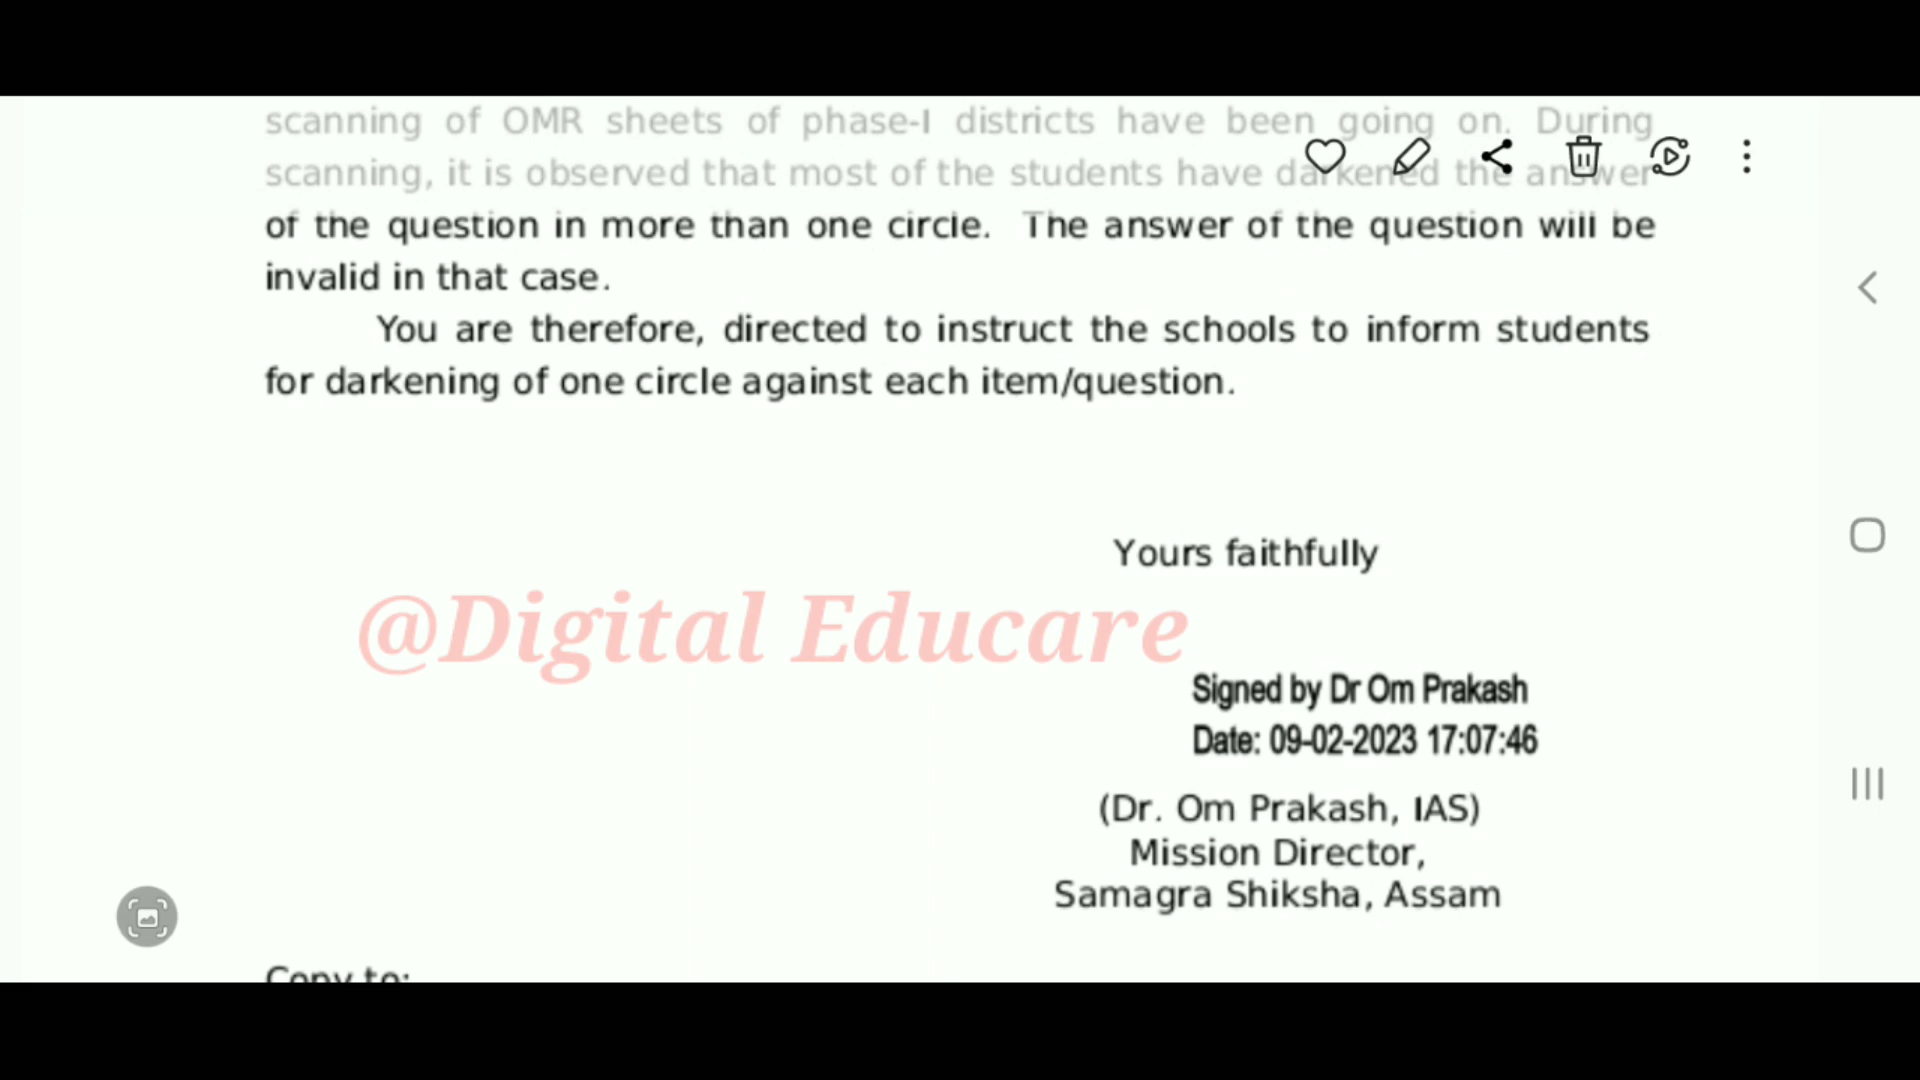 scanning of OMR sheets of phase-I districts have been going on. During
scanning, it is observed that most of the students have darkened the answer
of the question in more than one circle. The answer of the question will be
invalid in that case.
You are therefore, directed to instruct the schools to inform students
for darkening of one circle against each item/question.
Yours faithfully
@Digital Educare
Signed by Dr Om Prakash
Date: 09-02-2023 17:07:46
(Dr. Om Prakash, IAS)
Mission Director,
Samagra Shiksha, Assam
Copy to: